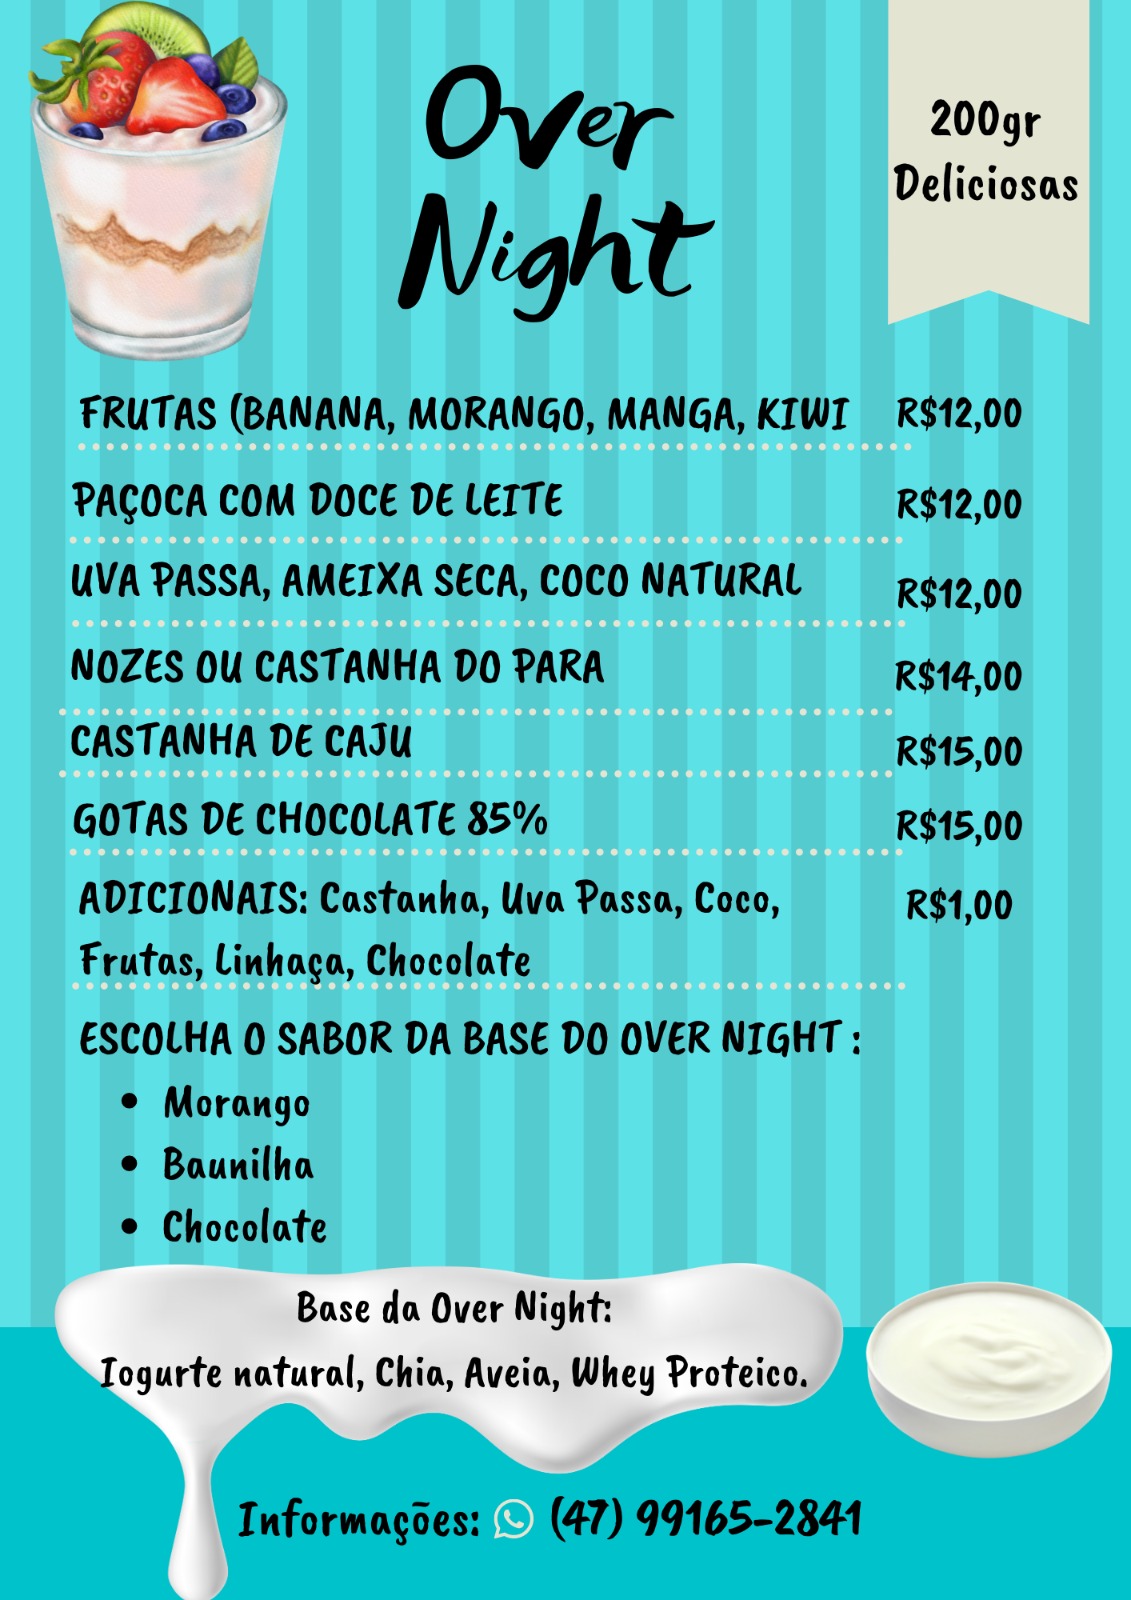 Over
Night
200gr
Deliciosas
FRUTAS (BANANA, MORANGO, MANGA, KIWI R$12,00
PAÇOCA COM DOCE DE LEITE R$12,00
UVA PASSA, AMEIXA SECA, COCO NATURAL R$12,00
NOZES OU CASTANHA DO PARA R$14,00
CASTANHA DE CAJU R$15,00
GOTAS DE CHOCOLATE 85% R$15,00
ADICIONAIS: Castanha, Uva Passa, Coco, R$1,00
Frutas, Linhaça, Chocolate
ESCOLHA O SABOR DA BASE DO OVER NIGHT :
• Morango
• Baunilha
• Chocolate
Base da Over Night:
Iogurte natural, Chia, Aveia, Whey Proteico.
Informações: (47) 99165-2841